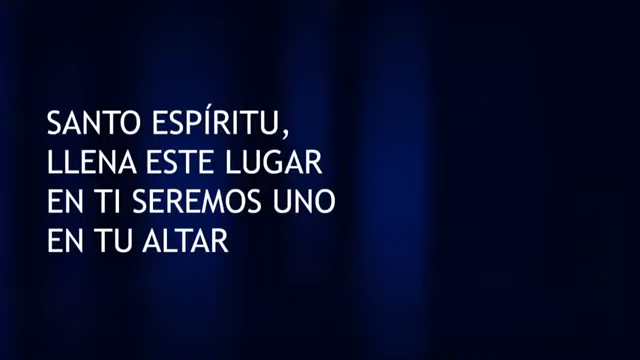 SANTO ESPÍRITU,
LLENA ESTE LUGAR
EN TI SEREMOS UNO
EN TU ALTAR